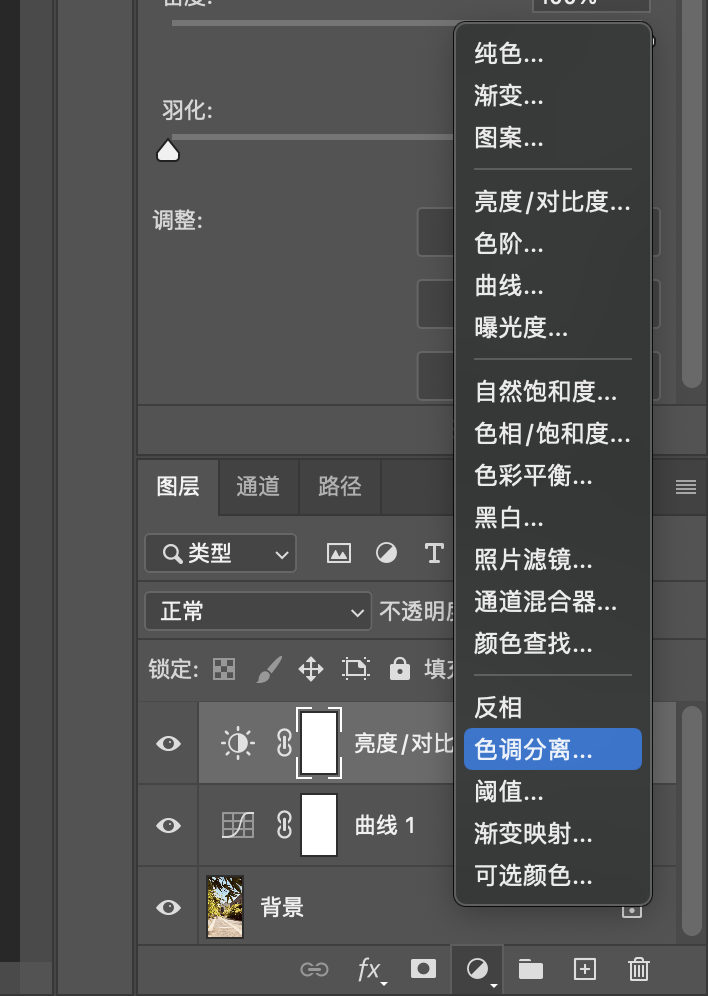 密度:
100%
羽化:
调整:
纯色...
渐变...
图案...
亮度/对比度...
色阶...
曲线...
曝光度...
自然饱和度...
色相/饱和度...
色彩平衡...
黑白...
照片滤镜...
通道混合器...
颜色查找...
反相
色调分离...
阈值...
渐变映射...
可选颜色...
图层 通道 路径
类型
T
正常 不透明度
锁定: 填充
亮度/对比
曲线 1
背景
fx